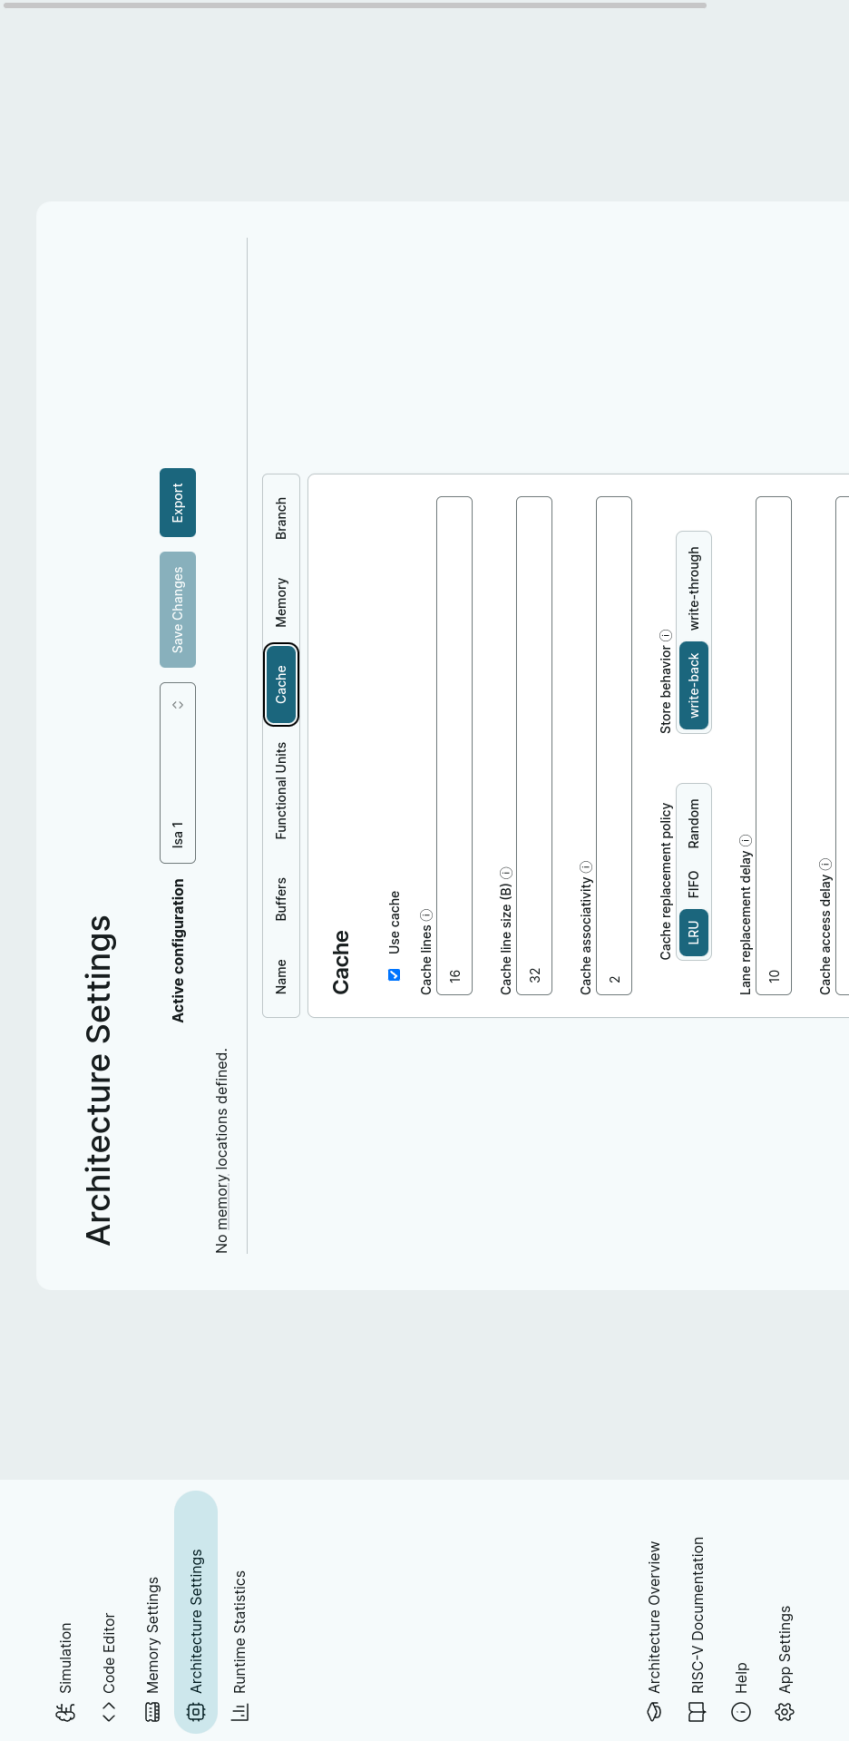 Simulation
Code Editor
Memory Settings
Architecture Settings
Runtime Statistics
Architecture Overview
RISC-V Documentation
Help
App Settings
Architecture Settings
Active configuration Isa 1 Save Changes Export
No memory locations defined.
Name Buffers Functional Units Cache Memory Branch
Cache
Use cache
Cache lines
16
Cache line size (B)
32
Cache associativity
2
Cache replacement policy Store behavior
LRU FIFO Random write-back write-through
Lane replacement delay
10
Cache access delay